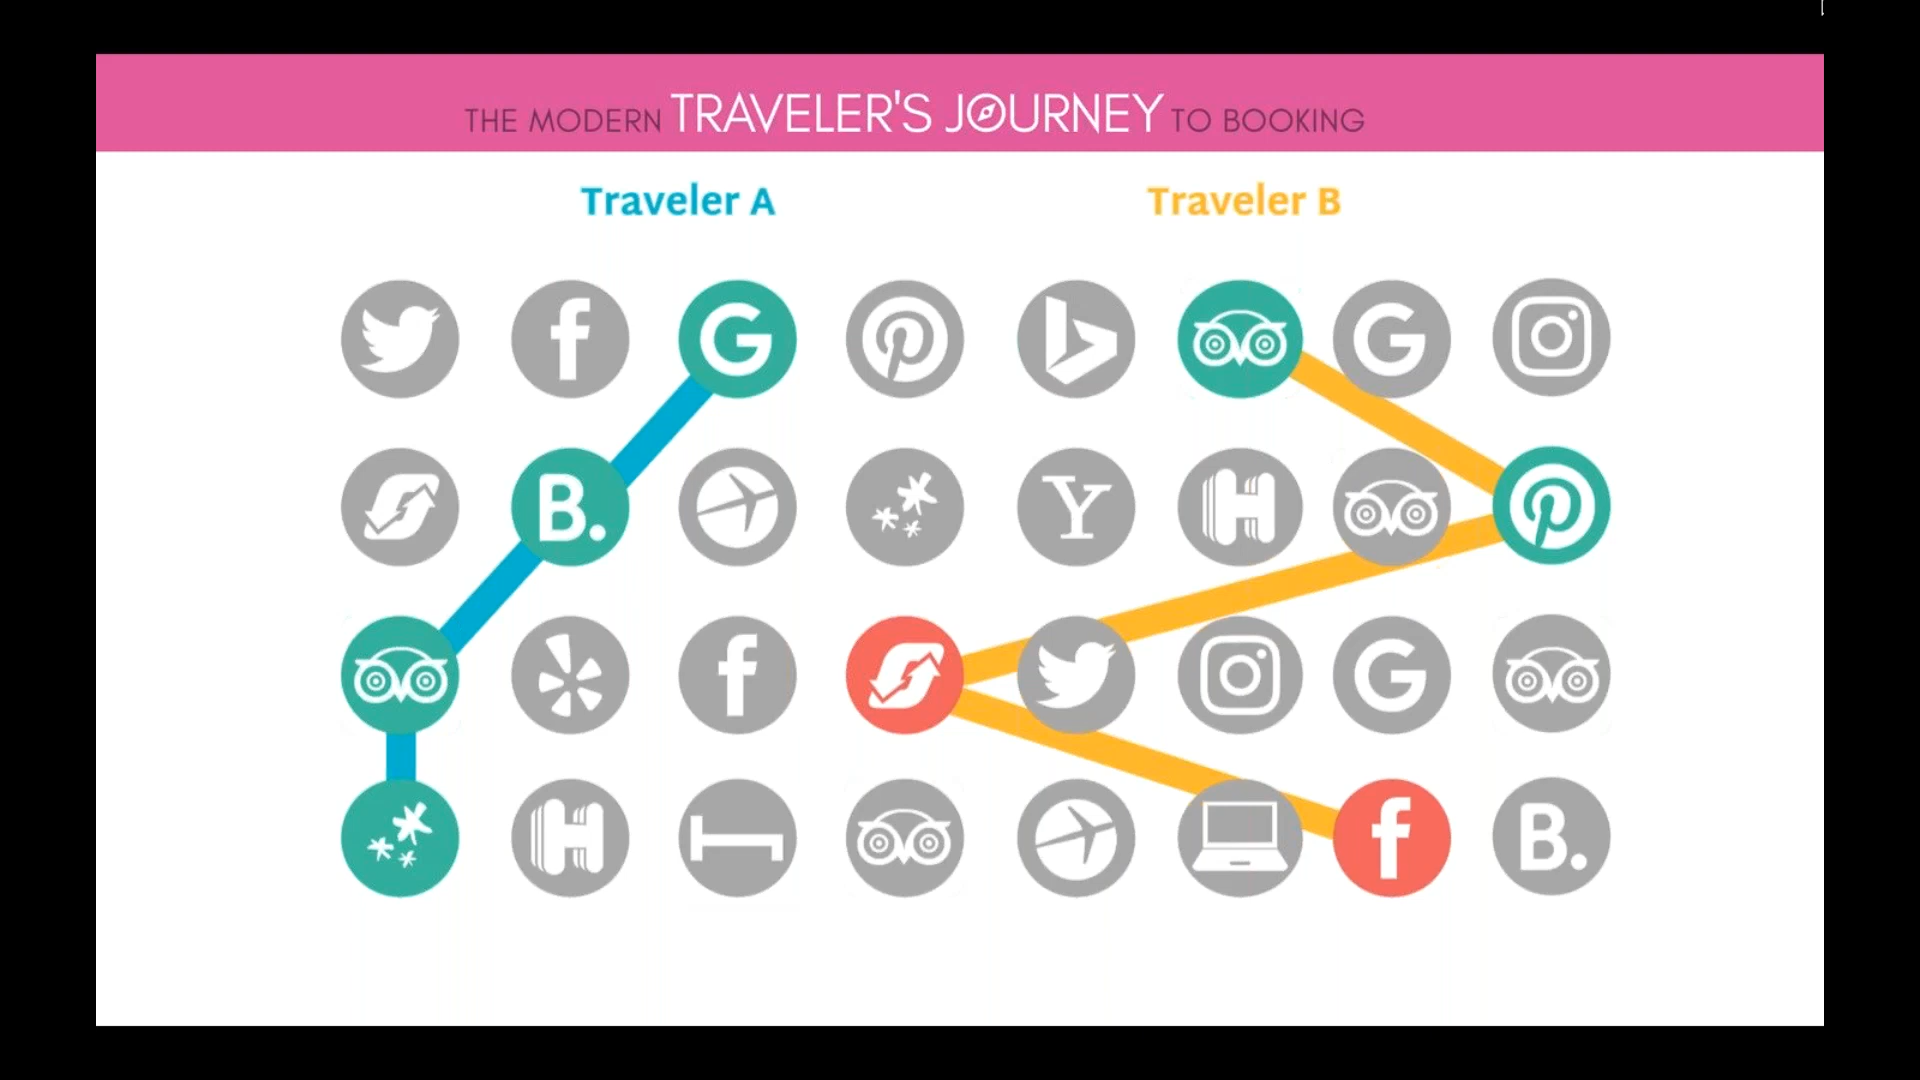 THE MODERN TRAVELER'S JOURNEY TO BOOKING
Traveler A
Traveler B
B.
B.